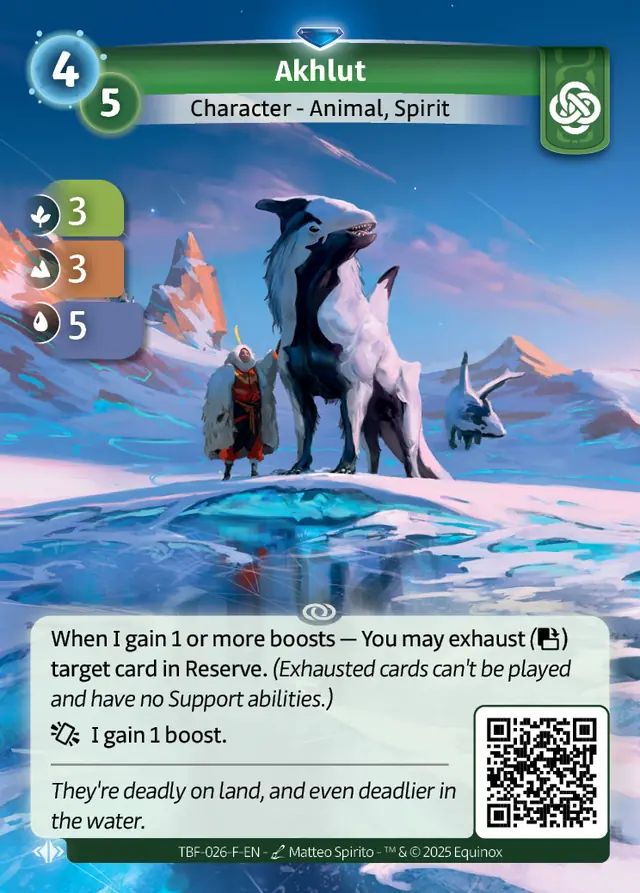 4
Akhlut
5
Character - Animal, Spirit
3
3
5
When I gain 1 or more boosts — You may exhaust ( )
target card in Reserve. (Exhausted cards can't be played
and have no Support abilities.)
I gain 1 boost.
They're deadly on land, and even deadlier in
the water.
TBF-026-F-EN - Matteo Spirito - ™ & © 2025 Equinox